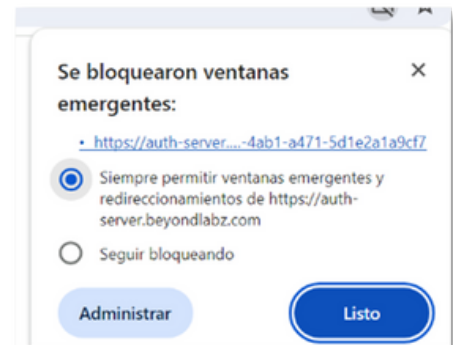 Se bloquearon ventanas
emergentes:
• https://auth-server....-4ab1-a471-5d1e2a1a9cf7
Siempre permitir ventanas emergentes y
redireccionamientos de https://auth-
server.beyondlabz.com
Seguir bloqueando
Administrar
Listo